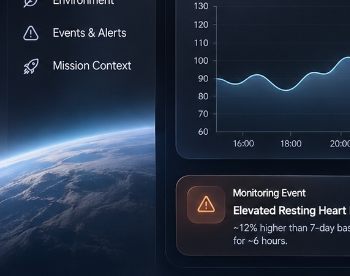 Environment
Events & Alerts
Mission Context
130
120
110
100
90
80
70
60
16:00 18:00 20:00
Monitoring Event
Elevated Resting Heart
~12% higher than 7-day bas
for ~6 hours.